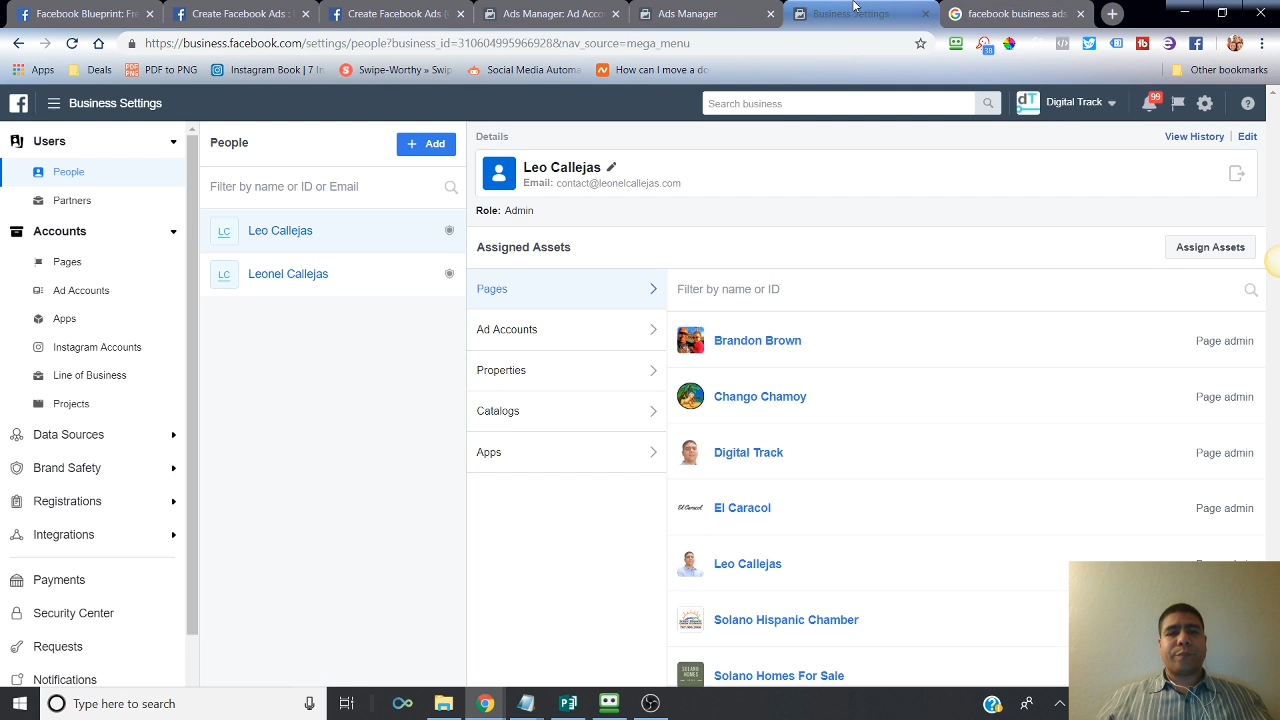 Facebook Blueprint: Fre
Create Facebook Ads :
Create Facebook Ads (
Ads Manager: Ad Acco
Ads Manager
Business Settings
facebook business ads
https://business.facebook.com/settings/people?business_id=310604995966928&nav_source=mega_menu
38
Apps
Deals
PDF to PNG
Instagram Book | 7 In
Swipe-Worthy » Swip
Social Media Automa
How can I move a do
Other bookmarks
Business Settings
Search business
dT
Digital Track
99
Users
People
Partners
Accounts
Pages
Ad Accounts
Apps
Instagram Accounts
Line of Business
Projects
Data Sources
Brand Safety
Registrations
Integrations
Payments
Security Center
Requests
Notifications
People
+ Add
Filter by name or ID or Email
LC
Leo Callejas
LC
Leonel Callejas
Details
View History | Edit
Leo Callejas
Email: contact@leonelcallejas.com
Role: Admin
Assigned Assets
Assign Assets
Pages
Ad Accounts
Properties
Catalogs
Apps
Filter by name or ID
Brandon Brown
Page admin
Chango Chamoy
Page admin
Digital Track
Page admin
El Caracol
Page admin
Leo Callejas
Solano Hispanic Chamber
Solano Homes For Sale
Type here to search